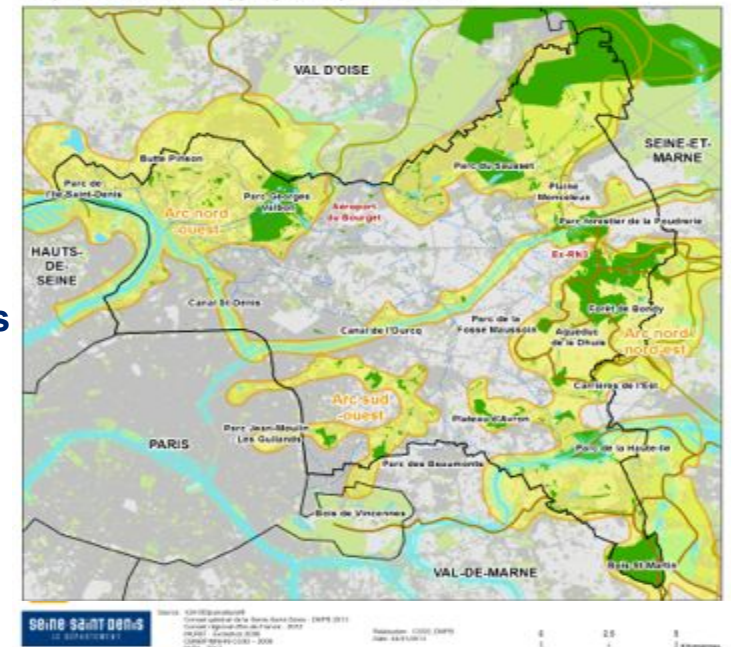 VAL D'OISE
SEINE-ET-
MARNE
Butte Pinson
Parc du Sausset
Parc de
l'Ile Saint-Denis
Parc Georges
Valbon
Plaine
Arc nord
-ouest
Aéroport
du Bourget
Parc forestier de la Poudrerie
HAUTS-
DE-
SEINE
Ex-RN3
Forêt de Bondy
s
Canal St-Denis
Parc de la
Fosse Maussoin
Canal de l'Ourcq
Aqueduc
de la Dhuis
Arc nord-
nord-est
Carrières de l'Est
Arc sud
-ouest
Plateau d'Avron
Parc Jean-Moulin
Les Guilands
PARIS
Parc de la Haute-Ile
Parc des Beaumonts
Bois de Vincennes
Bois St-Martin
VAL-DE-MARNE
seine-saint-denis
LE DÉPARTEMENT
0 2,5 5